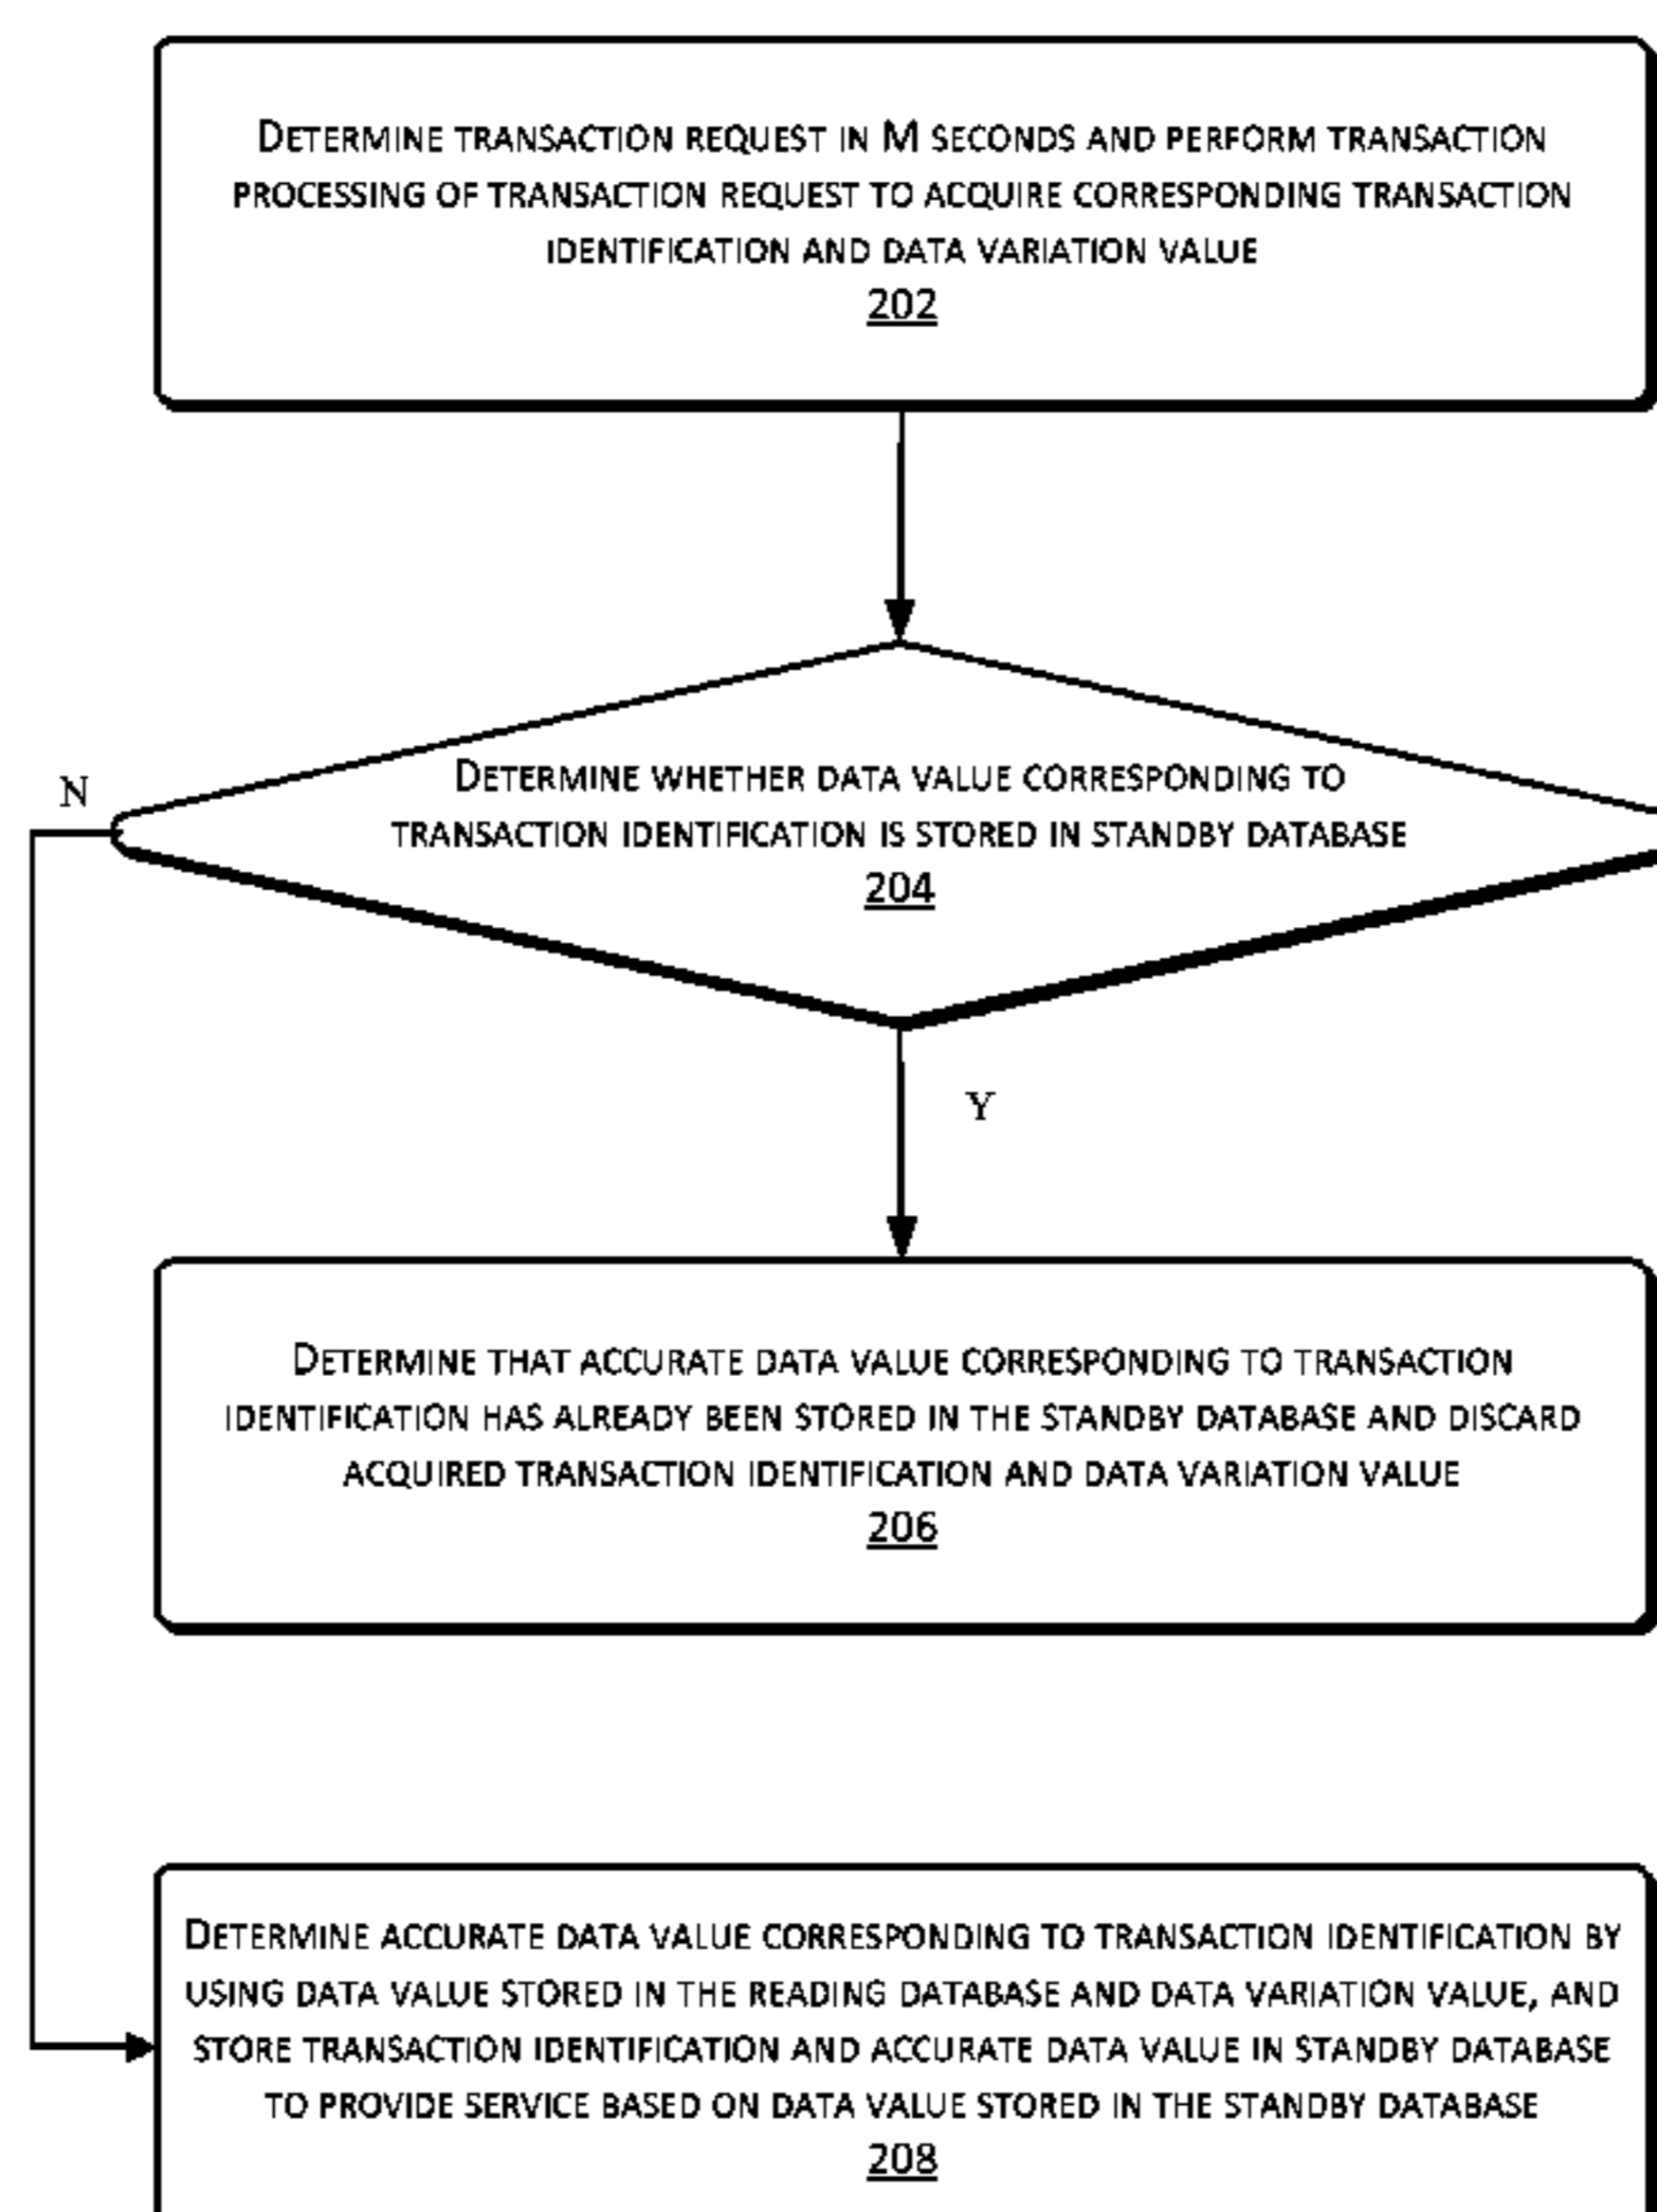 DETERMINE TRANSACTION REQUEST IN M SECONDS AND PERFORM TRANSACTION
PROCESSING OF TRANSACTION REQUEST TO ACQUIRE CORRESPONDING TRANSACTION
IDENTIFICATION AND DATA VARIATION VALUE
202
N
DETERMINE WHETHER DATA VALUE CORRESPONDING TO
TRANSACTION IDENTIFICATION IS STORED IN STANDBY DATABASE
204
Y
DETERMINE THAT ACCURATE DATA VALUE CORRESPONDING TO TRANSACTION
IDENTIFICATION HAS ALREADY BEEN STORED IN THE STANDBY DATABASE AND DISCARD
ACQUIRED TRANSACTION IDENTIFICATION AND DATA VARIATION VALUE
206
DETERMINE ACCURATE DATA VALUE CORRESPONDING TO TRANSACTION IDENTIFICATION BY
USING DATA VALUE STORED IN THE READING DATABASE AND DATA VARIATION VALUE, AND
STORE TRANSACTION IDENTIFICATION AND ACCURATE DATA VALUE IN STANDBY DATABASE
TO PROVIDE SERVICE BASED ON DATA VALUE STORED IN THE STANDBY DATABASE
208